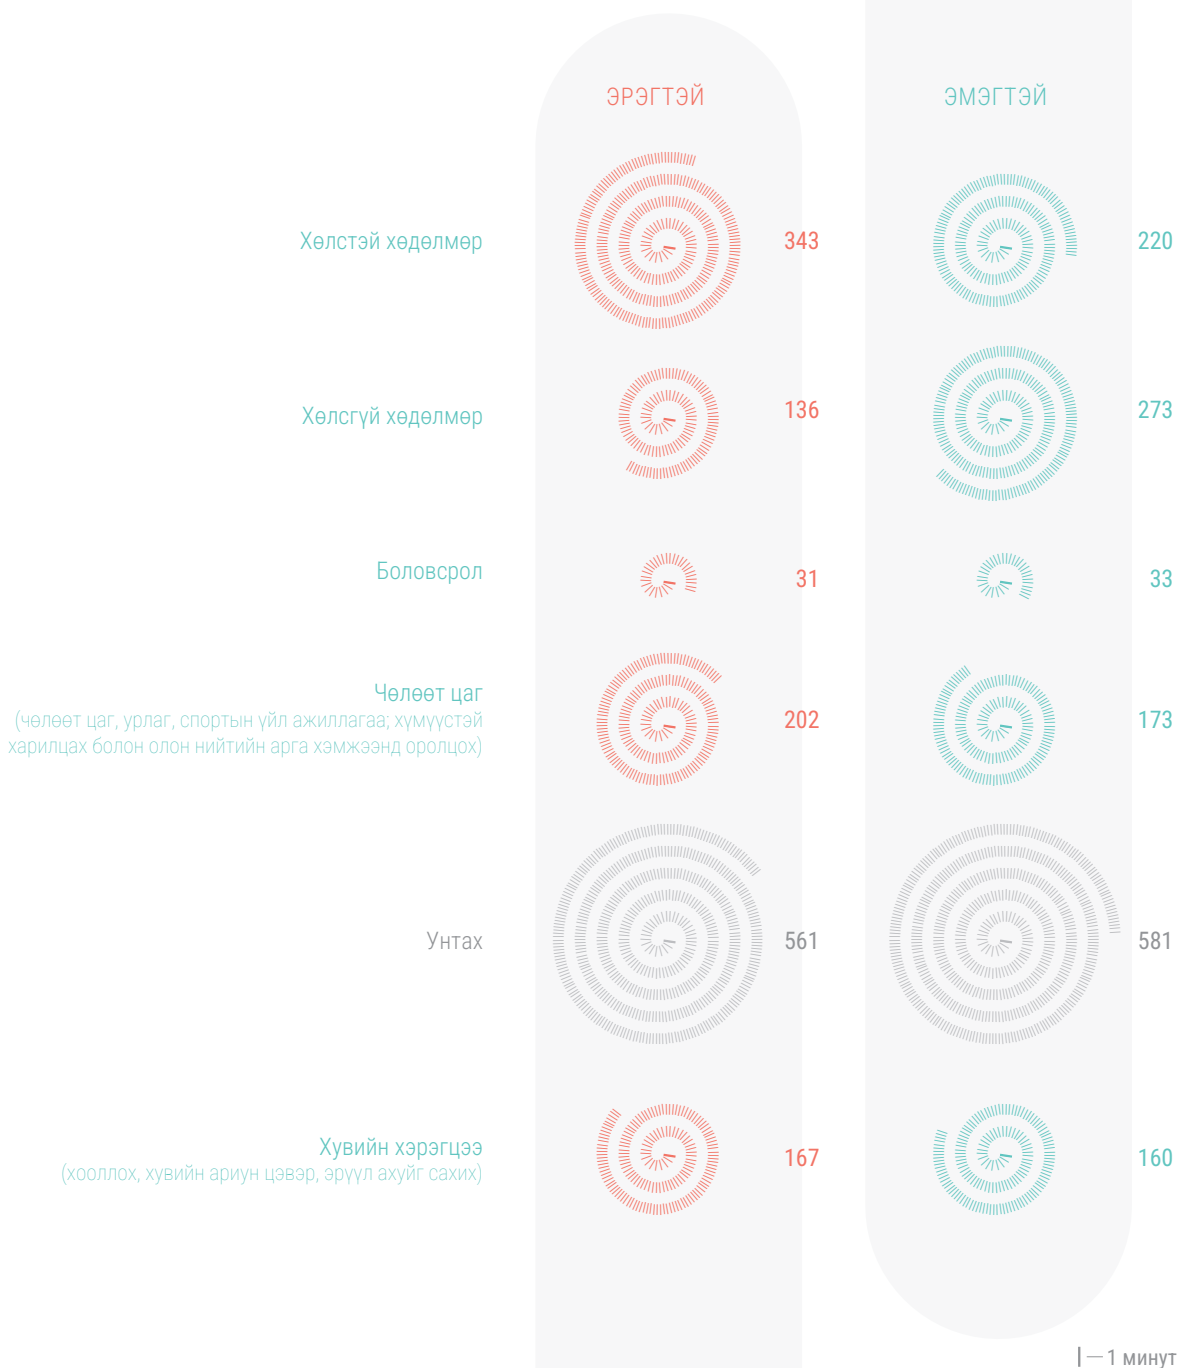 ЭРЭГТЭЙ
ЭМЭГТЭЙ
Хөлстэй хөдөлмөр
343
220
Хөлсгүй хөдөлмөр
136
273
Боловсрол
31
33
Чөлөөт цаг
(чөлөөт цаг, урлаг, спортын үйл ажиллагаа; хүмүүстэй
харилцах болон олон нийтийн арга хэмжээнд оролцох)
202
173
Унтах
561
581
Хувийн хэрэгцээ
(хооллох, хувийн ариун цэвэр, эрүүл ахуйг сахих)
167
160
| — 1 минут